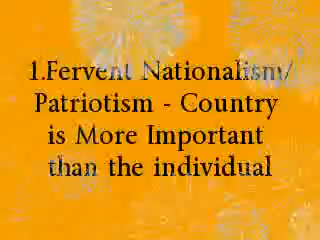 1.Fervent Nationalism/
Patriotism - Country
is More Important
than the individual